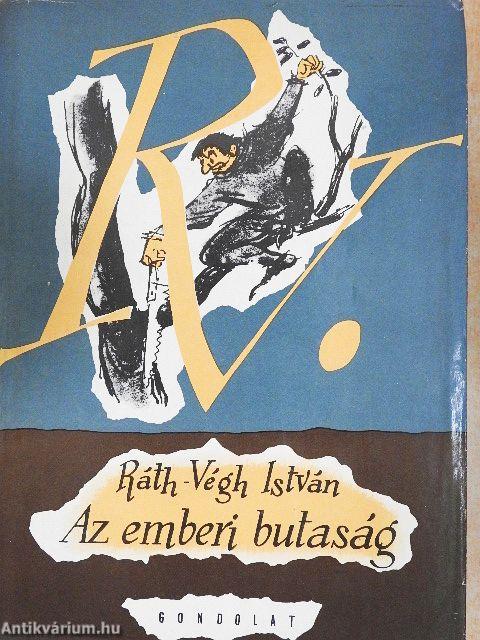 R. V.
Ráth-Végh István
Az emberi butaság
GONDOLAT
Antikvárium.hu